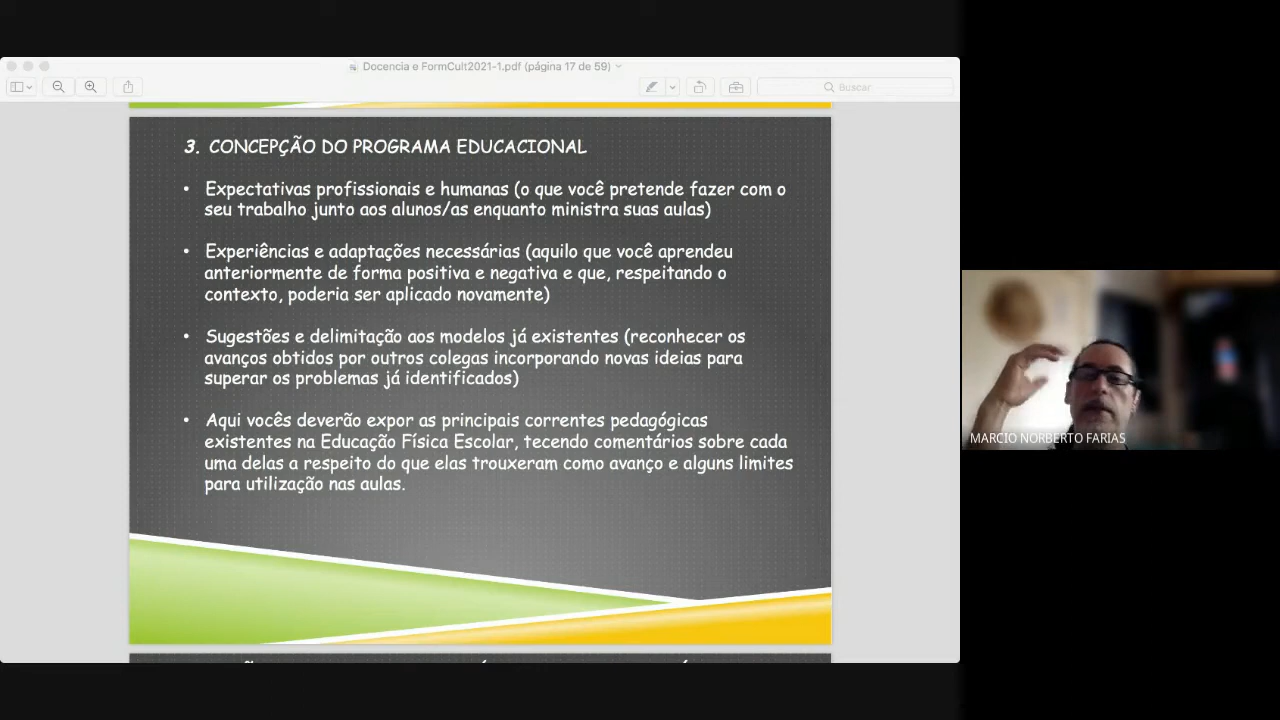 Docencia e FormCult2021-1.pdf (página 17 de 59)
Buscar
3. CONCEPÇÃO DO PROGRAMA EDUCACIONAL
• Expectativas profissionais e humanas (o que você pretende fazer com o
seu trabalho junto aos alunos/as enquanto ministra suas aulas)
• Experiências e adaptações necessárias (aquilo que você aprendeu
anteriormente de forma positiva e negativa e que, respeitando o
contexto, poderia ser aplicado novamente)
• Sugestões e delimitação aos modelos já existentes (reconhecer os
avanços obtidos por outros colegas incorporando novas ideias para
superar os problemas já identificados)
• Aqui vocês deverão expor as principais correntes pedagógicas
existentes na Educação Física Escolar, tecendo comentários sobre cada
uma delas a respeito do que elas trouxeram como avanço e alguns limites
para utilização nas aulas.
MARCIO NORBERTO FARIAS